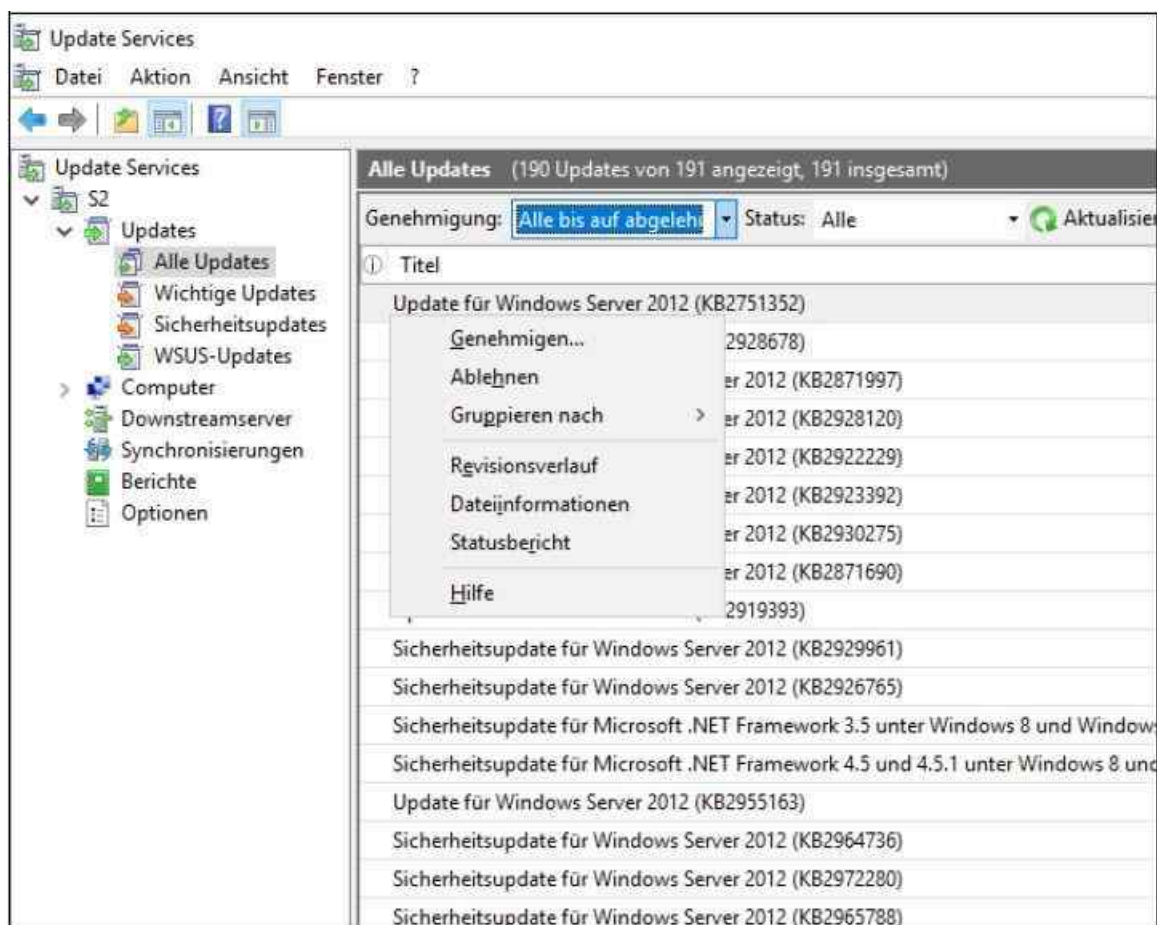 Update Services
Datei Aktion Ansicht Fenster ?
Update Services
S2
Updates
Alle Updates
Wichtige Updates
Sicherheitsupdates
WSUS-Updates
Computer
Downstreamserver
Synchronisierungen
Berichte
Optionen
Alle Updates (190 Updates von 191 angezeigt, 191 insgesamt)
Genehmigung: Alle bis auf abgeleh Status: Alle Aktualisier
Titel
Update für Windows Server 2012 (KB2751352)
2928678)
er 2012 (KB2871997)
er 2012 (KB2928120)
er 2012 (KB2922229)
er 2012 (KB2923392)
er 2012 (KB2930275)
er 2012 (KB2871690)
2919393)
Genehmigen...
Ablehnen
Gruppieren nach
Revisionsverlauf
Dateiinformationen
Statusbericht
Hilfe
Sicherheitsupdate für Windows Server 2012 (KB2929961)
Sicherheitsupdate für Windows Server 2012 (KB2926765)
Sicherheitsupdate für Microsoft .NET Framework 3.5 unter Windows 8 und Window
Sicherheitsupdate für Microsoft .NET Framework 4.5 und 4.5.1 unter Windows 8 und
Update für Windows Server 2012 (KB2955163)
Sicherheitsupdate für Windows Server 2012 (KB2964736)
Sicherheitsupdate für Windows Server 2012 (KB2972280)
Sicherheitsupdate für Windows Server 2012 (KB2965788)